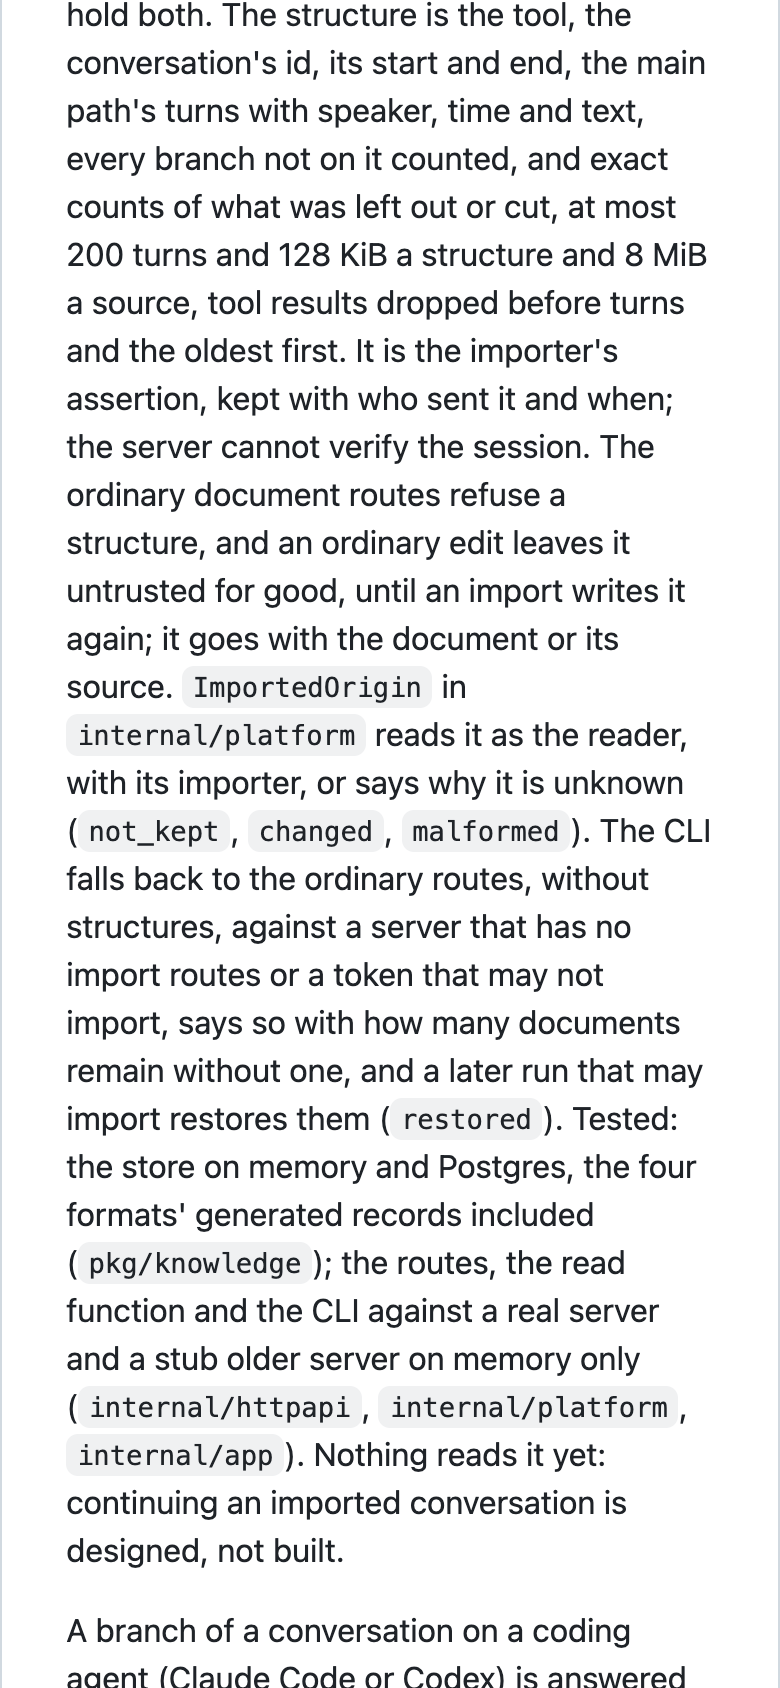 hold both. The structure is the tool, the
conversation's id, its start and end, the main
path's turns with speaker, time and text,
every branch not on it counted, and exact
counts of what was left out or cut, at most
200 turns and 128 KiB a structure and 8 MiB
a source, tool results dropped before turns
and the oldest first. It is the importer's
assertion, kept with who sent it and when;
the server cannot verify the session. The
ordinary document routes refuse a
structure, and an ordinary edit leaves it
untrusted for good, until an import writes it
again; it goes with the document or its
source. ImportedOrigin in
internal/platform reads it as the reader,
with its importer, or says why it is unknown
(not_kept, changed, malformed). The CLI
falls back to the ordinary routes, without
structures, against a server that has no
import routes or a token that may not
import, says so with how many documents
remain without one, and a later run that may
import restores them (restored). Tested:
the store on memory and Postgres, the four
formats' generated records included
(pkg/knowledge); the routes, the read
function and the CLI against a real server
and a stub older server on memory only
(internal/httpapi, internal/platform,
internal/app). Nothing reads it yet:
continuing an imported conversation is
designed, not built.
A branch of a conversation on a coding
agent (Claude Code or Codex) is answered